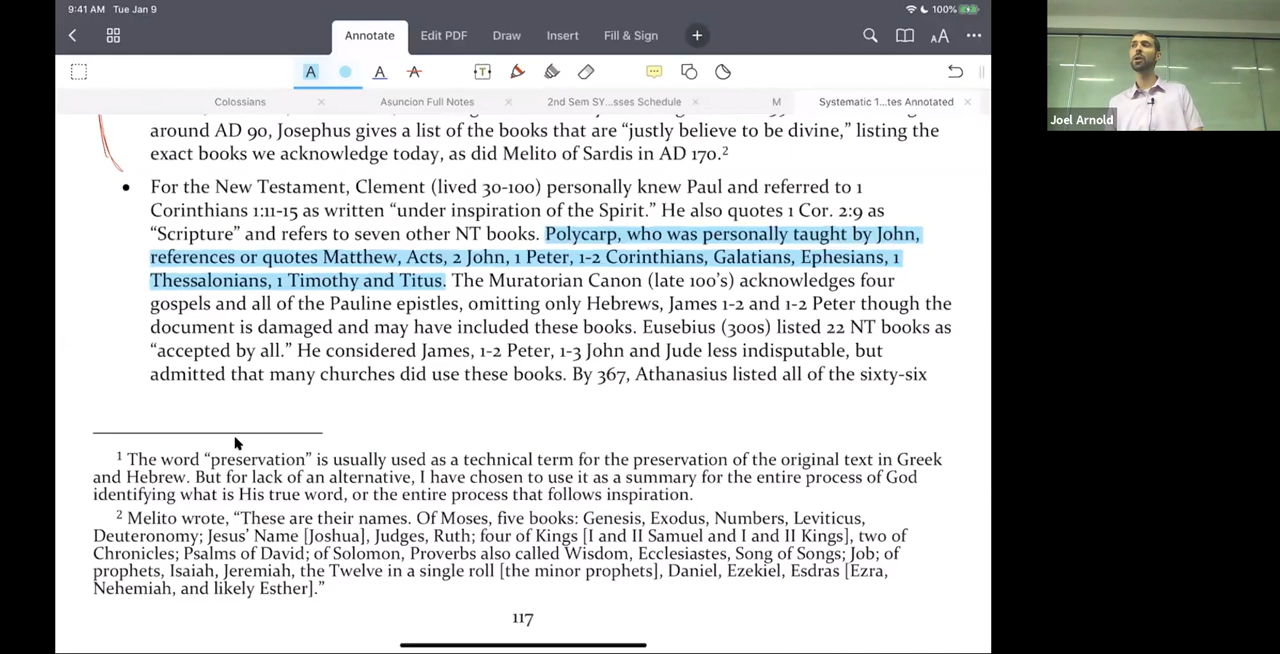 9:41 AM Tue Jan 9
100%
Annotate
Edit PDF
Draw
Insert
Fill & Sign
AA
A
A
A
T
Colossians
Asuncion Full Notes
2nd Sem SY...sses Schedule
M
Systematic 1...tes Annotated
around AD 90, Josephus gives a list of the books that are “justly believe to be divine,” listing the
exact books we acknowledge today, as did Melito of Sardis in AD 170.2
• For the New Testament, Clement (lived 30-100) personally knew Paul and referred to 1
Corinthians 1:11-15 as written “under inspiration of the Spirit.” He also quotes 1 Cor. 2:9 as
“Scripture” and refers to seven other NT books. Polycarp, who was personally taught by John,
references or quotes Matthew, Acts, 2 John, 1 Peter, 1-2 Corinthians, Galatians, Ephesians, 1
Thessalonians, 1 Timothy and Titus. The Muratorian Canon (late 100’s) acknowledges four
gospels and all of the Pauline epistles, omitting only Hebrews, James 1-2 and 1-2 Peter though the
document is damaged and may have included these books. Eusebius (300s) listed 22 NT books as
“accepted by all.” He considered James, 1-2 Peter, 1-3 John and Jude less indisputable, but
admitted that many churches did use these books. By 367, Athanasius listed all of the sixty-six
1 The word “preservation” is usually used as a technical term for the preservation of the original text in Greek
and Hebrew. But for lack of an alternative, I have chosen to use it as a summary for the entire process of God
identifying what is His true word, or the entire process that follows inspiration.
2 Melito wrote, “These are their names. Of Moses, five books: Genesis, Exodus, Numbers, Leviticus,
Deuteronomy; Jesus’ Name [Joshua], Judges, Ruth; four of Kings [I and II Samuel and I and II Kings], two of
Chronicles; Psalms of David; of Solomon, Proverbs also called Wisdom, Ecclesiastes, Song of Songs; Job; of
prophets, Isaiah, Jeremiah, the Twelve in a single roll [the minor prophets], Daniel, Ezekiel, Esdras [Ezra,
Nehemiah, and likely Esther].”
117
Joel Arnold